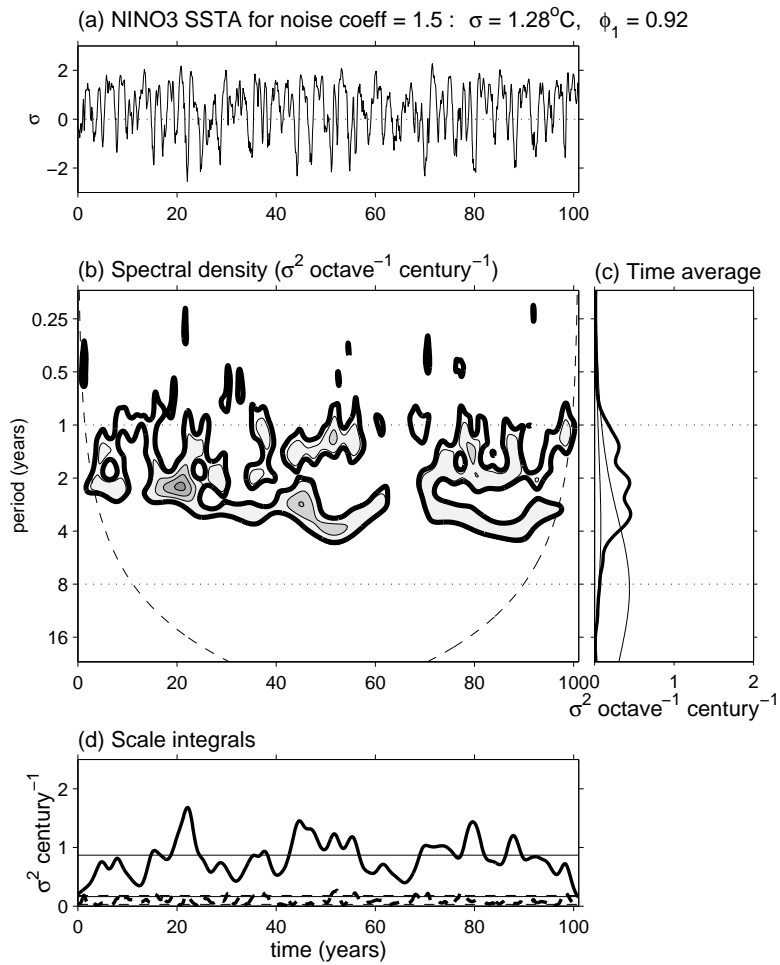 (a) NINO3 SSTA for noise coeff = 1.5 : σ = 1.28°C, ϕ₁ = 0.92
2
0
−2
σ
0 20 40 60 80 100
(b) Spectral density (σ² octave⁻¹ century⁻¹)
(c) Time average
0.25
0.5
1
2
4
8
16
period (years)
0 20 40 60 80 100
0 1 2
σ² octave⁻¹ century⁻¹
(d) Scale integrals
2
1
0
σ² century⁻¹
0 20 40 60 80 100
time (years)